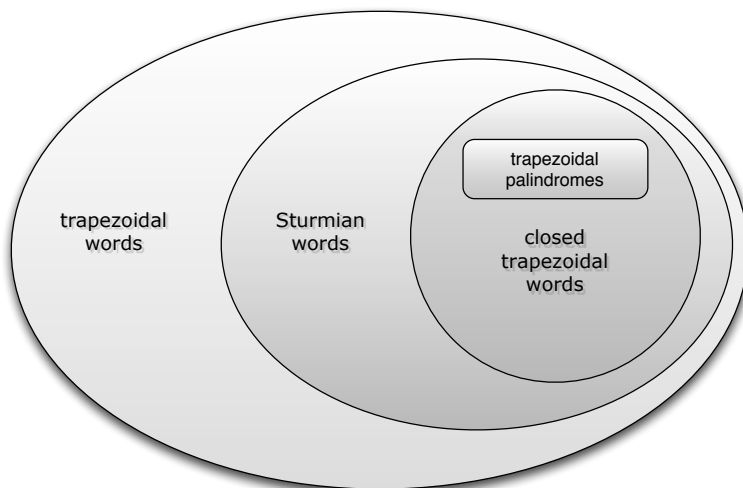 trapezoidal
palindromes
trapezoidal
words
Sturmian
words
closed
trapezoidal
words